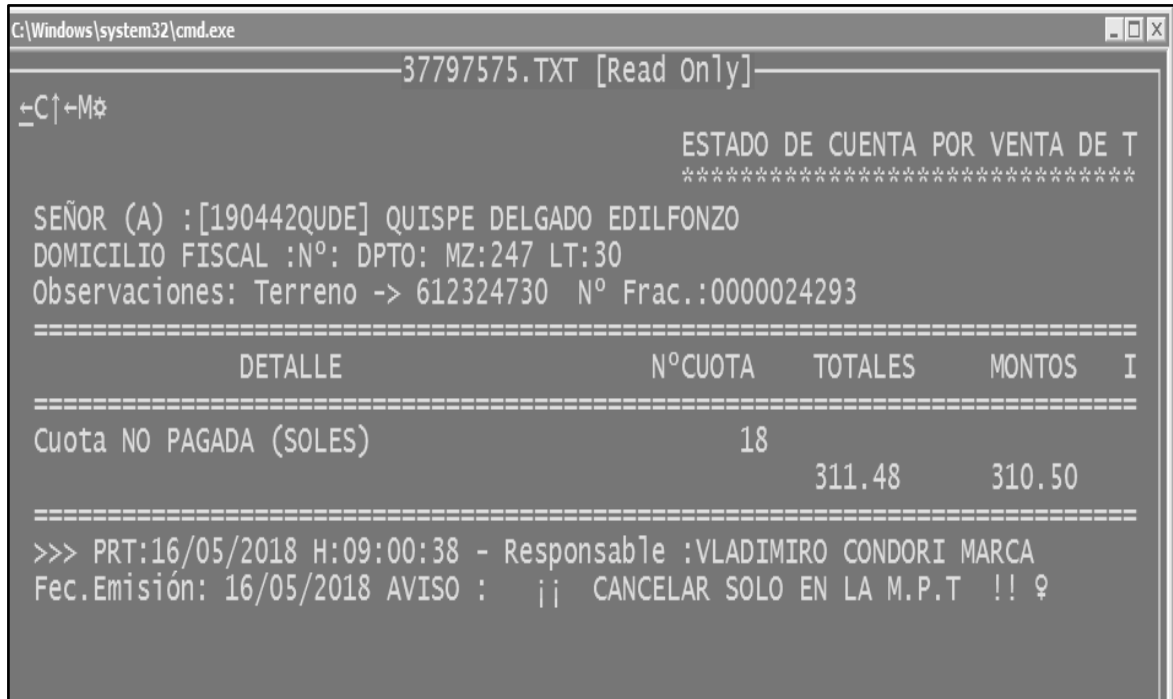 C:\Windows\system32\cmd.exe
37797575.TXT [Read Only]
←C↑←M☼
ESTADO DE CUENTA POR VENTA DE T
*******************************
SEÑOR (A) :[190442QUDE] QUISPE DELGADO EDILFONZO
DOMICILIO FISCAL :Nº: DPTO: MZ:247 LT:30
Observaciones: Terreno -> 612324730 Nº Frac.:0000024293
===========================================================================
DETALLE NºCUOTA TOTALES MONTOS I
===========================================================================
Cuota NO PAGADA (SOLES) 18
311.48 310.50
===========================================================================
>>> PRT:16/05/2018 H:09:00:38 - Responsable :VLADIMIRO CONDORI MARCA
Fec.Emisión: 16/05/2018 AVISO : ¡¡ CANCELAR SOLO EN LA M.P.T !! ♀